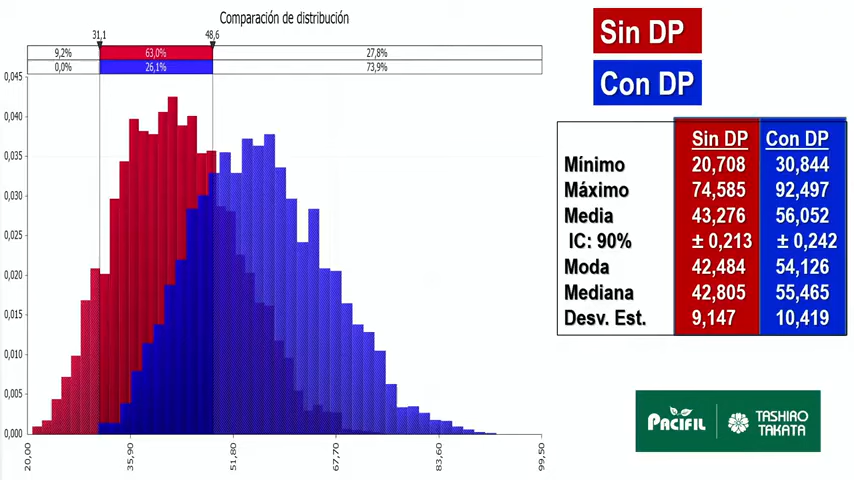 Comparación de distribución
31,1 48,6
9,2% 63,0% 27,8%
0,0% 26,1% 73,9%
0,045
0,040
0,035
0,030
0,025
0,020
0,015
0,010
0,005
0,000
20,00 35,90 51,80 67,70 83,60 99,50
Sin DP
Con DP
Sin DP Con DP
Mínimo 20,708 30,844
Máximo 74,585 92,497
Media 43,276 56,052
IC: 90% ± 0,213 ± 0,242
Moda 42,484 54,126
Mediana 42,805 55,465
Desv. Est. 9,147 10,419
PACIFIL
TASHIRO
TAKATA